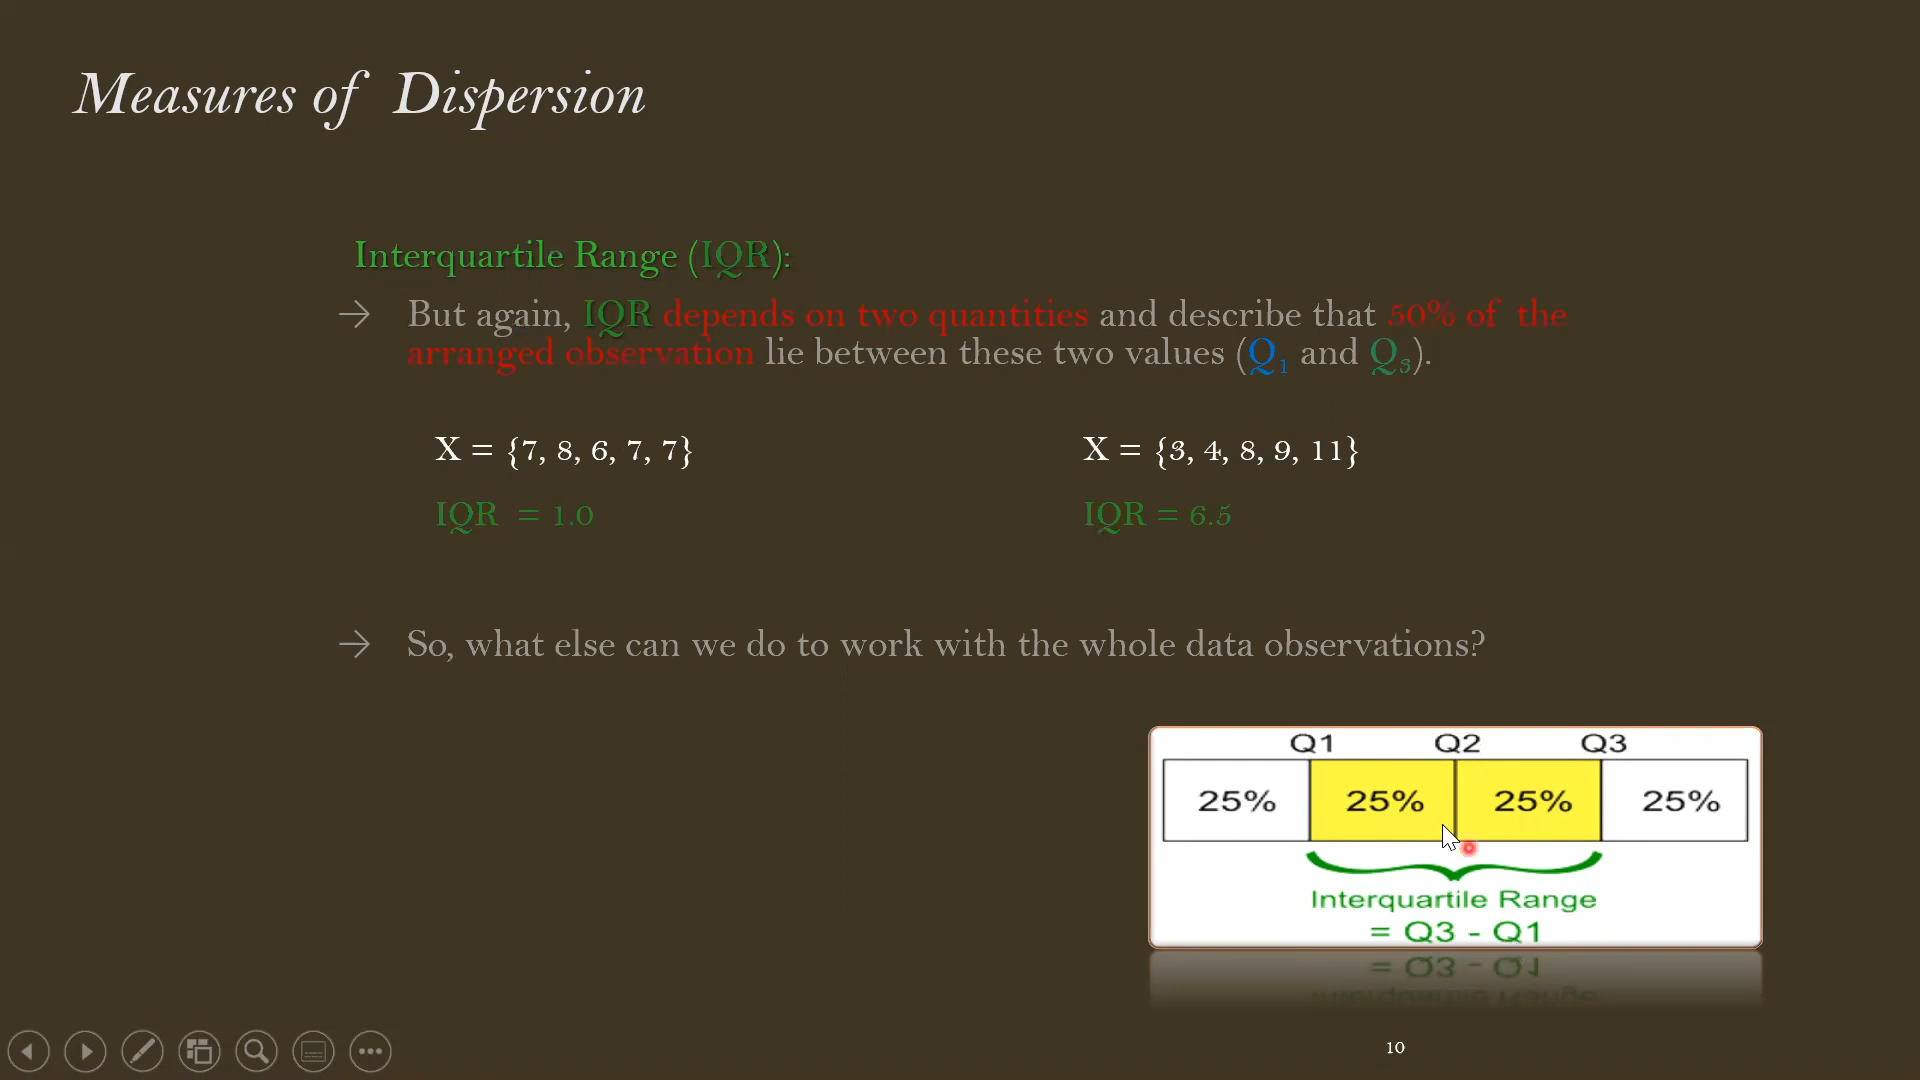 Measures of Dispersion
Interquartile Range (IQR):
→ But again, IQR depends on two quantities and describe that 50% of the
arranged observation lie between these two values (Q₁ and Q₃).
X = {7, 8, 6, 7, 7}
X = {3, 4, 8, 9, 11}
IQR = 1.0
IQR = 6.5
→ So, what else can we do to work with the whole data observations?
Q1 Q2 Q3
25% 25% 25% 25%
Interquartile Range
= Q3 - Q1
10